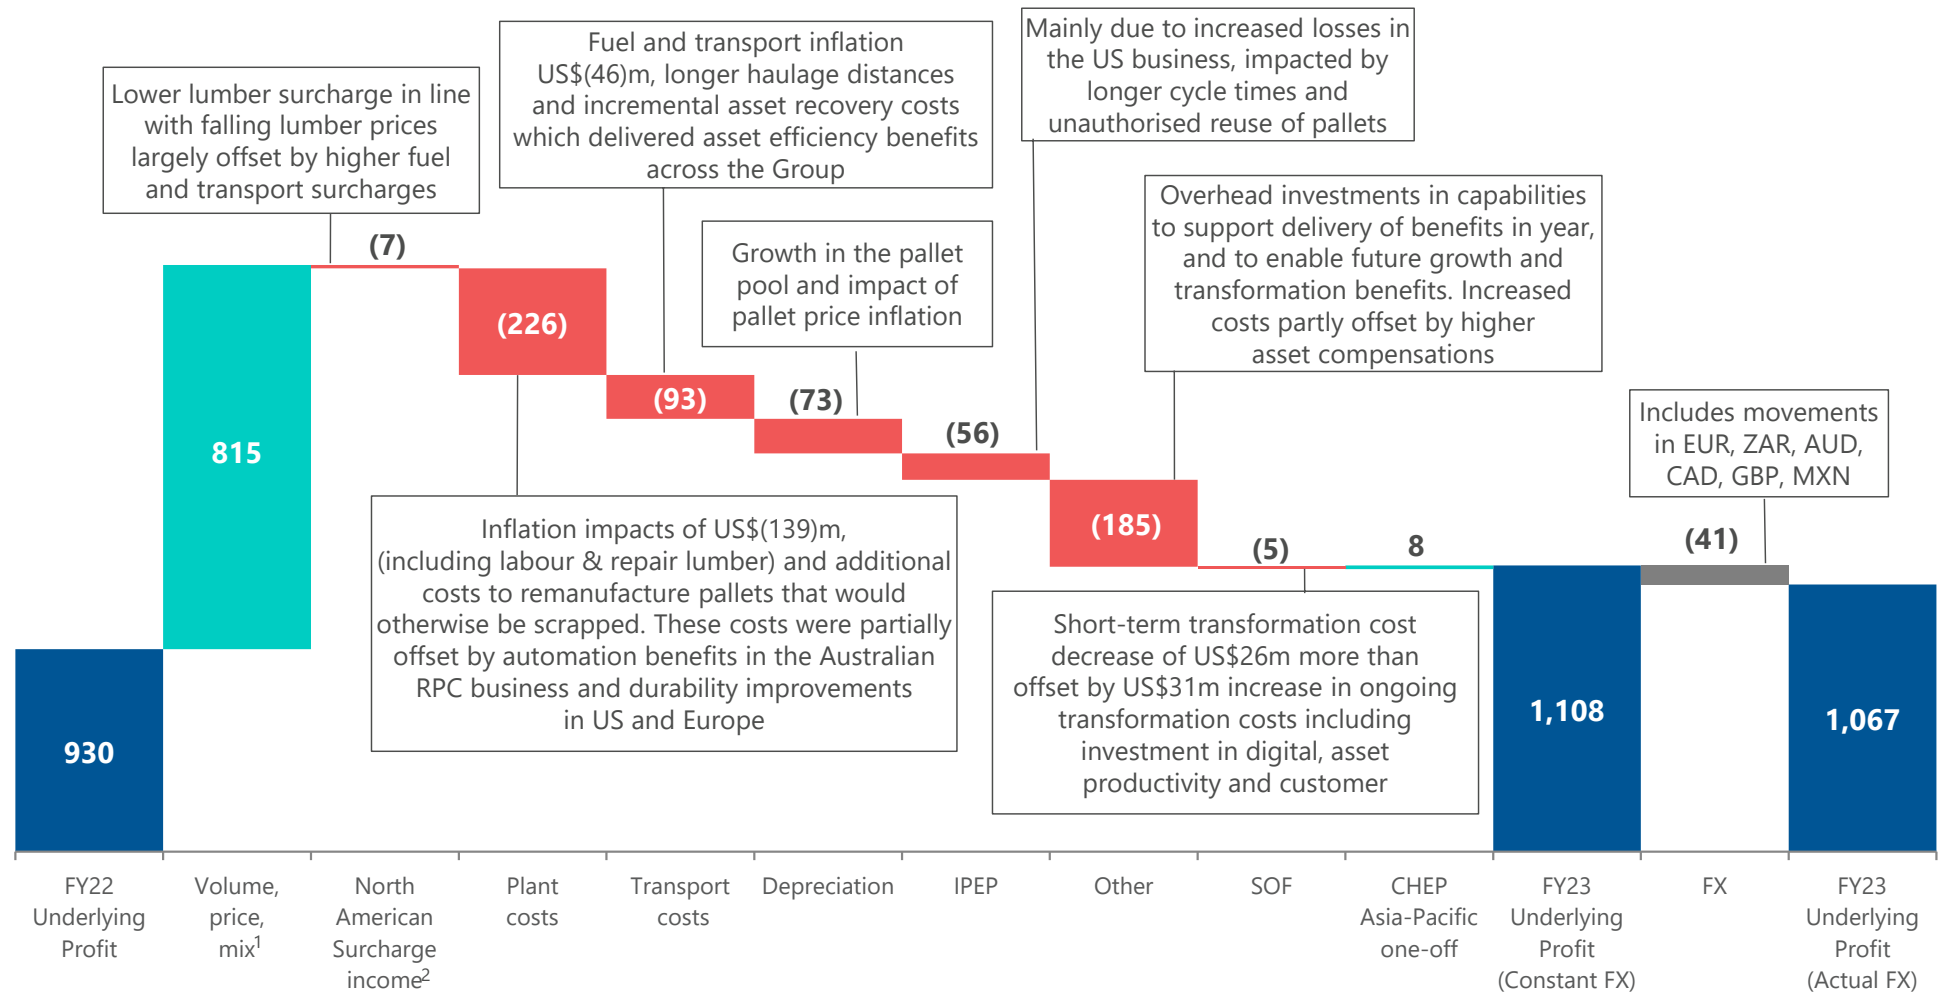 Lower lumber surcharge in line
with falling lumber prices
largely offset by higher fuel
and transport surcharges
Fuel and transport inflation
US$(46)m, longer haulage distances
and incremental asset recovery costs
which delivered asset efficiency benefits
across the Group
Mainly due to increased losses in
the US business, impacted by
longer cycle times and
unauthorised reuse of pallets
Growth in the pallet
pool and impact of
pallet price inflation
Overhead investments in capabilities
to support delivery of benefits in year,
and to enable future growth and
transformation benefits. Increased
costs partly offset by higher
asset compensations
Includes movements
in EUR, ZAR, AUD,
CAD, GBP, MXN
Inflation impacts of US$(139)m,
(including labour & repair lumber) and additional
costs to remanufacture pallets that would
otherwise be scrapped. These costs were partially
offset by automation benefits in the Australian
RPC business and durability improvements
in US and Europe
Short-term transformation cost
decrease of US$26m more than
offset by US$31m increase in ongoing
transformation costs including
investment in digital, asset
productivity and customer
930
815
(7)
(226)
(93)
(73)
(56)
(185)
(5)
8
1,108
(41)
1,067
FY22
Underlying
Profit
Volume,
price,
mix1
North
American
Surcharge
income2
Plant
costs
Transport
costs
Depreciation
IPEP
Other
SOF
CHEP
Asia-Pacific
one-off
FY23
Underlying
Profit
(Constant FX)
FX
FY23
Underlying
Profit
(Actual FX)